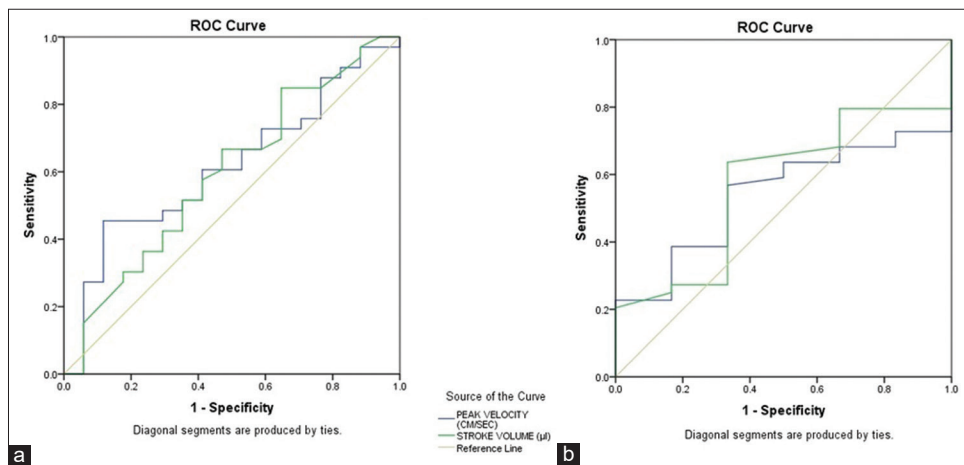 ROC Curve
1.0
0.8
0.6
0.4
0.2
0.0
Sensitivity
0.0 0.2 0.4 0.6 0.8 1.0
1 - Specificity
Diagonal segments are produced by ties.
a
Source of the Curve
PEAK VELOCITY
(CM/SEC)
STROKE VOLUME (µl)
Reference Line
ROC Curve
1.0
0.8
0.6
0.4
0.2
0.0
Sensitivity
0.0 0.2 0.4 0.6 0.8 1.0
1 - Specificity
Diagonal segments are produced by ties.
b